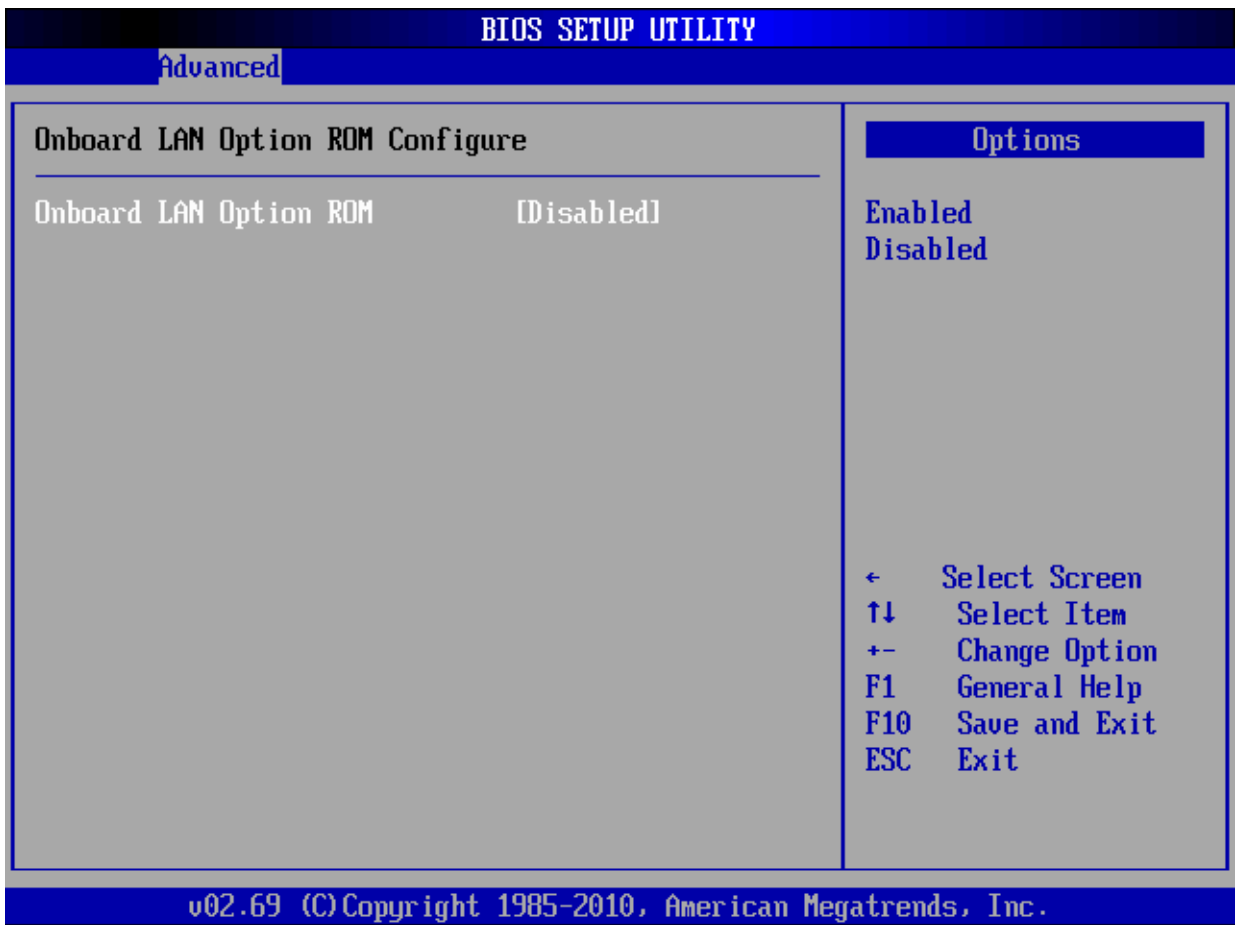 BIOS SETUP UTILITY
Advanced
Onboard LAN Option ROM Configure
Onboard LAN Option ROM [Disabled]
Options
Enabled
Disabled
← Select Screen
↑↓ Select Item
+- Change Option
F1 General Help
F10 Save and Exit
ESC Exit
v02.69 (C)Copyright 1985-2010, American Megatrends, Inc.